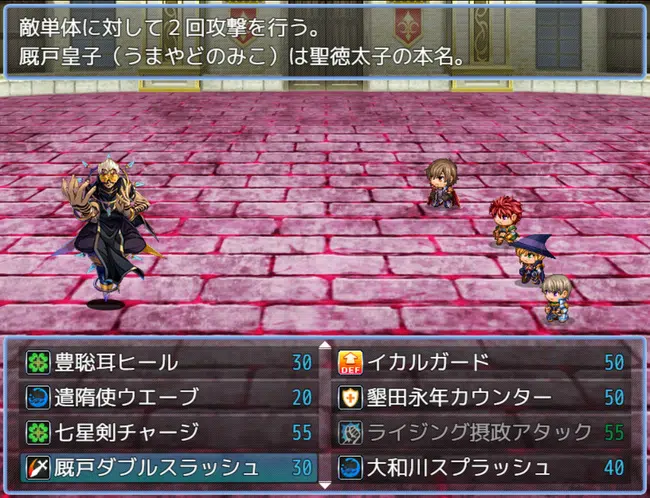 敵単体に対して２回攻撃を行う。
厩戸皇子（うまやどのみこ）は聖徳太子の本名。
豊聡耳ヒール 30
イカルガード 50
遣隋使ウエーブ 20
墾田永年カウンター 50
七星剣チャージ 55
ライジング摂政アタック 55
厩戸ダブルスラッシュ 30
大和川スプラッシュ 40
DEF